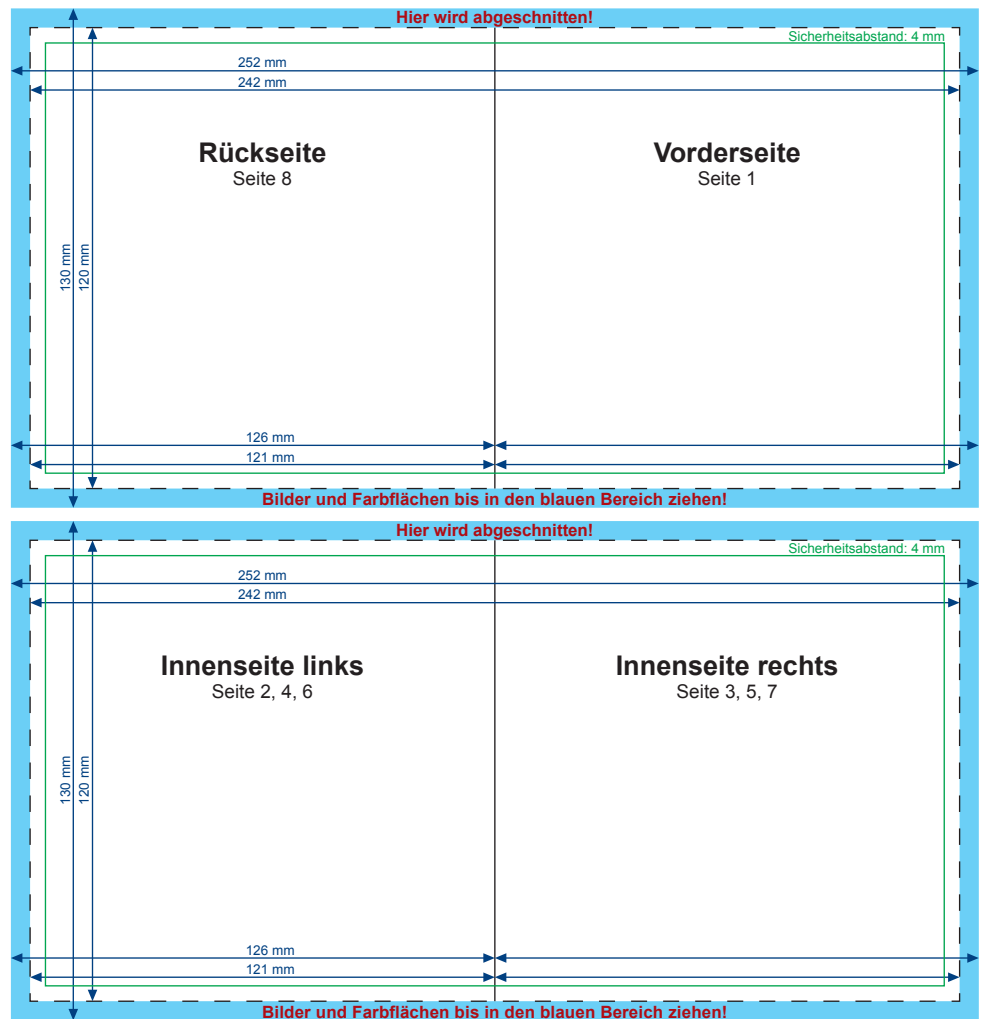 Hier wird abgeschnitten!
Sicherheitsabstand: 4 mm
252 mm
242 mm
Rückseite
Seite 8
Vorderseite
Seite 1
130 mm
120 mm
126 mm
121 mm
Bilder und Farbflächen bis in den blauen Bereich ziehen!
Hier wird abgeschnitten!
Sicherheitsabstand: 4 mm
252 mm
242 mm
Innenseite links
Seite 2, 4, 6
Innenseite rechts
Seite 3, 5, 7
130 mm
120 mm
126 mm
121 mm
Bilder und Farbflächen bis in den blauen Bereich ziehen!